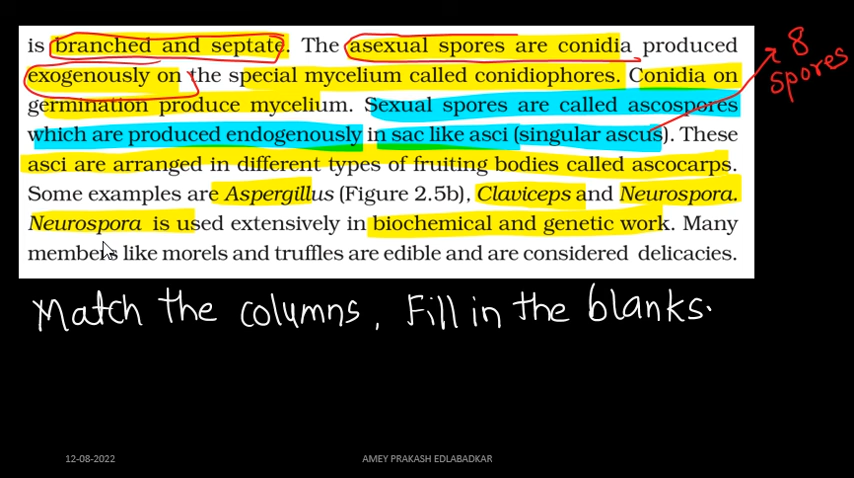 is branched and septate. The asexual spores are conidia produced
exogenously on the special mycelium called conidiophores. Conidia on
germination produce mycelium. Sexual spores are called ascospores
which are produced endogenously in sac like asci (singular ascus). These
asci are arranged in different types of fruiting bodies called ascocarps.
Some examples are Aspergillus (Figure 2.5b), Claviceps and Neurospora.
Neurospora is used extensively in biochemical and genetic work. Many
members like morels and truffles are edible and are considered delicacies.
8
spores
Match the columns, Fill in the blanks.
12-08-2022
AMEY PRAKASH EDLABADKAR